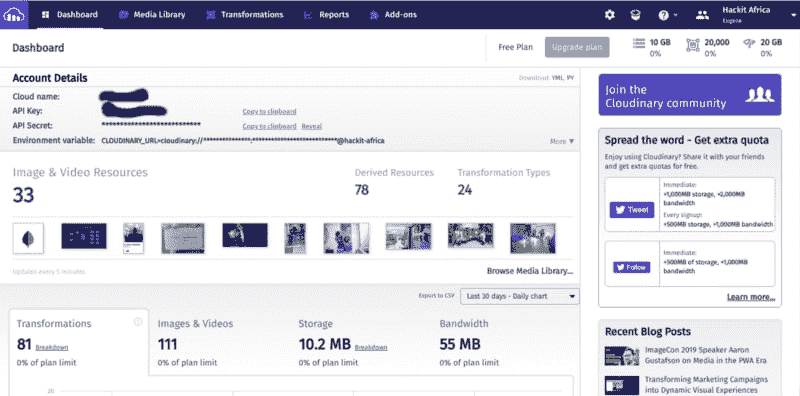 Dashboard
Media Library
Transformations
Reports
Add-ons
Hackit Africa
Eugene
Dashboard
Free Plan
Upgrade plan
10 GB
0%
20,000
0%
20 GB
0%
Account Details
Download: YML, PY
Cloud name:
API Key:
Copy to clipboard
API Secret:
***************************
Copy to clipboard Reveal
Environment variable:
CLOUDINARY_URL=cloudinary://***************:***************************@hackit-africa
More ▼
Image & Video Resources
33
Derived Resources
78
Transformation Types
24
Updates every 5 minutes
Browse Media Library...
Export to CSV
Last 30 days - Daily chart
Transformations
81 Breakdown
0% of plan limit
Images & Videos
111
0% of plan limit
Storage
10.2 MB Breakdown
0% of plan limit
Bandwidth
55 MB
0% of plan limit
20
Join the
Cloudinary community
Spread the word - Get extra quota
Enjoy using Cloudinary? Share it with your friends
and get extra quotas for free.
Tweet
Immediate:
+1,000MB storage, +2,000MB
bandwidth
Every signup:
+500MB storage, +1,000MB bandwidth
Follow
Immediate:
+300MB of storage, +1,000MB
bandwidth
Learn more...
Recent Blog Posts
ImageCon 2019 Speaker Aaron
Gustafson on Media in the PWA Era
Transforming Marketing Campaigns
into Dynamic Visual Experiences